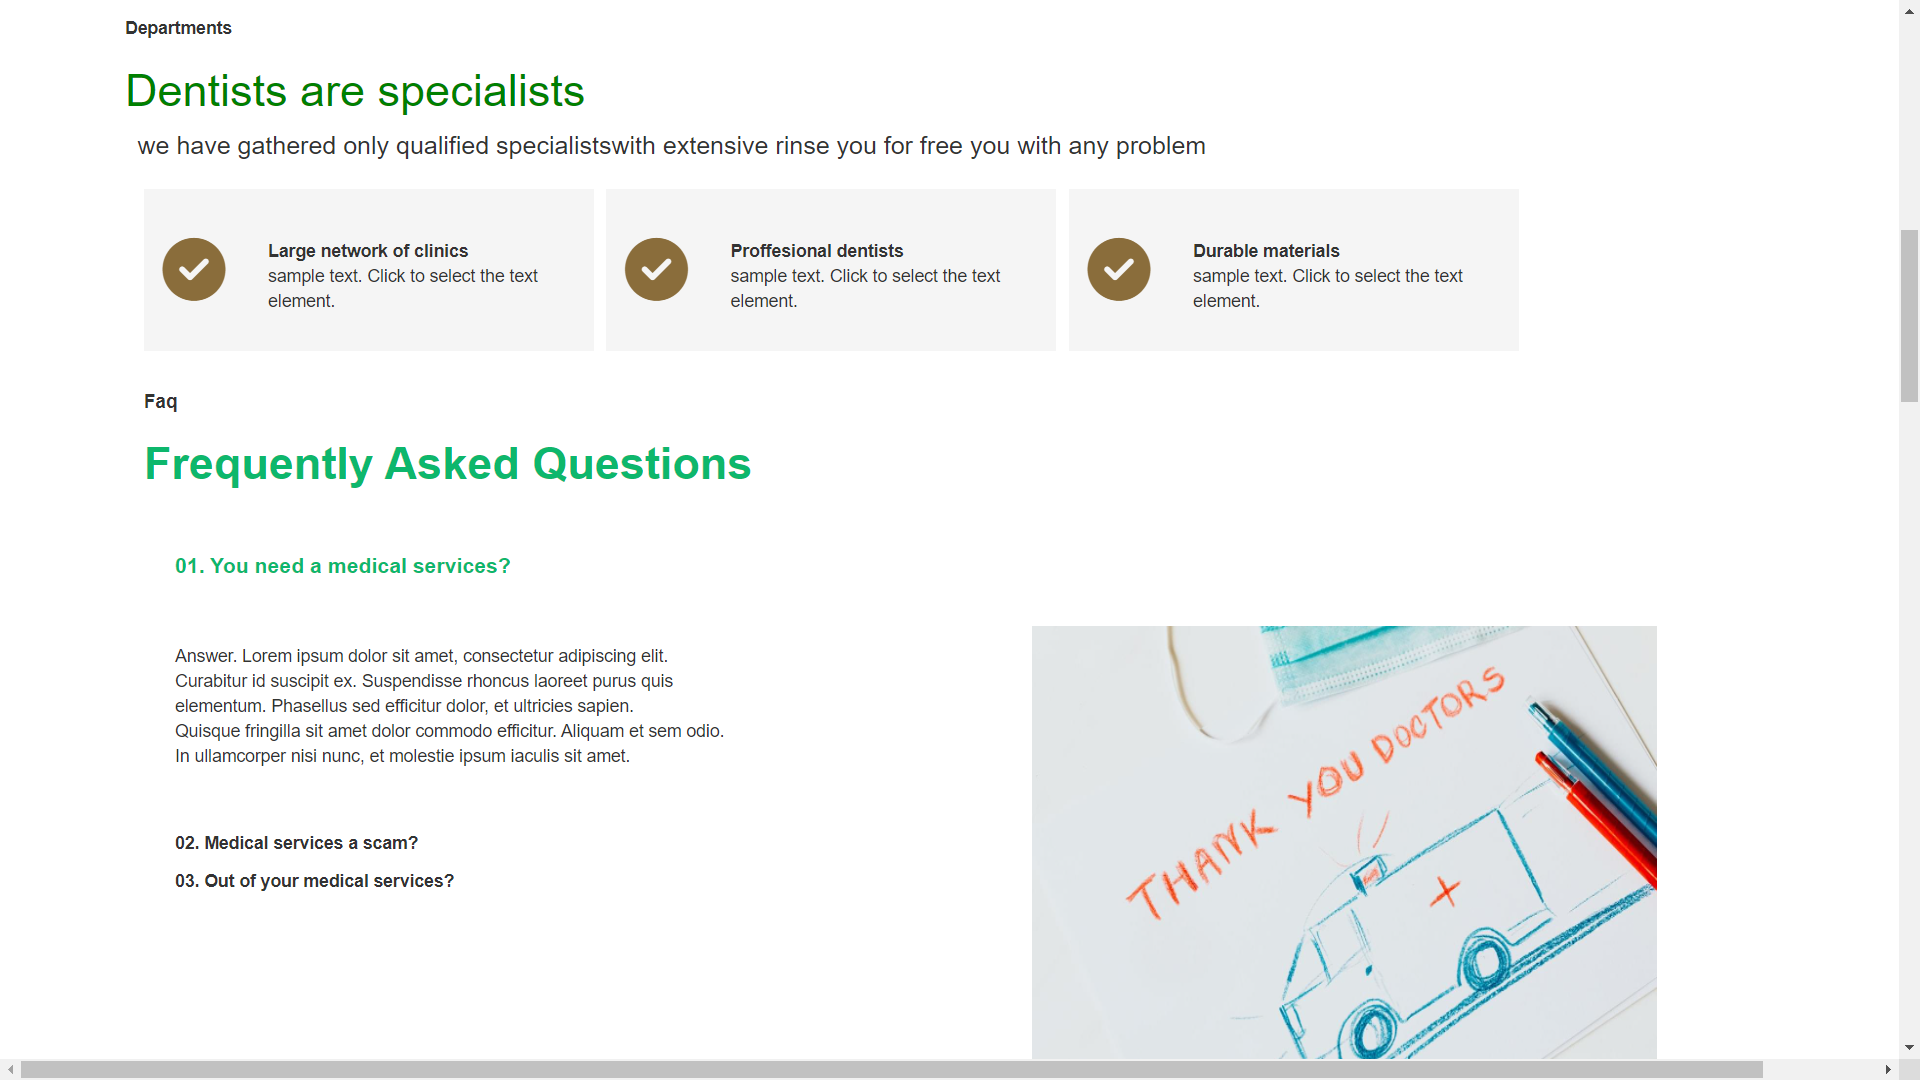 Departments
Dentists are specialists
we have gathered only qualified specialistswith extensive rinse you for free you with any problem
Large network of clinics
sample text. Click to select the text
element.
Proffesional dentists
sample text. Click to select the text
element.
Durable materials
sample text. Click to select the text
element.
Faq
Frequently Asked Questions
01. You need a medical services?
Answer. Lorem ipsum dolor sit amet, consectetur adipiscing elit.
Curabitur id suscipit ex. Suspendisse rhoncus laoreet purus quis
elementum. Phasellus sed efficitur dolor, et ultricies sapien.
Quisque fringilla sit amet dolor commodo efficitur. Aliquam et sem odio.
In ullamcorper nisi nunc, et molestie ipsum iaculis sit amet.
02. Medical services a scam?
03. Out of your medical services?
THANK YOU DOCTORS